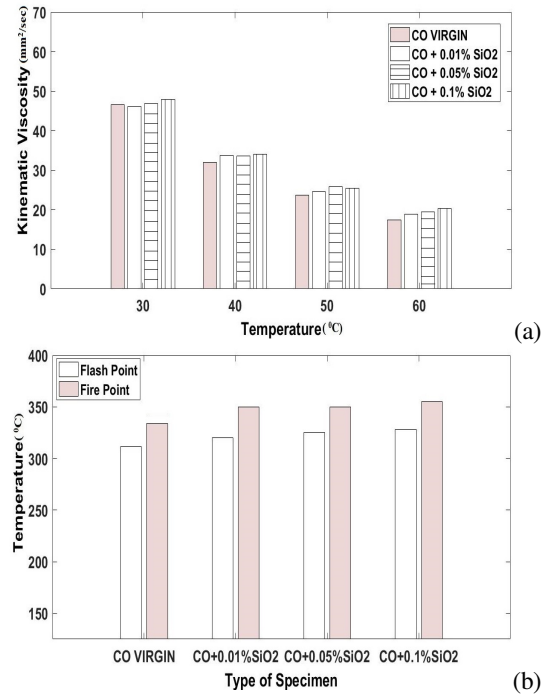 70
60
50
40
30
20
10
0
Kinematic Viscosity (mm²/sec)
CO VIRGIN
CO + 0.01% SiO2
CO + 0.05% SiO2
CO + 0.1% SiO2
30 40 50 60
Temperature(⁰C)
(a)
400
350
300
250
200
150
Temperature(⁰C)
Flash Point
Fire Point
CO VIRGIN CO+0.01%SiO2 CO+0.05%SiO2 CO+0.1%SiO2
Type of Specimen
(b)